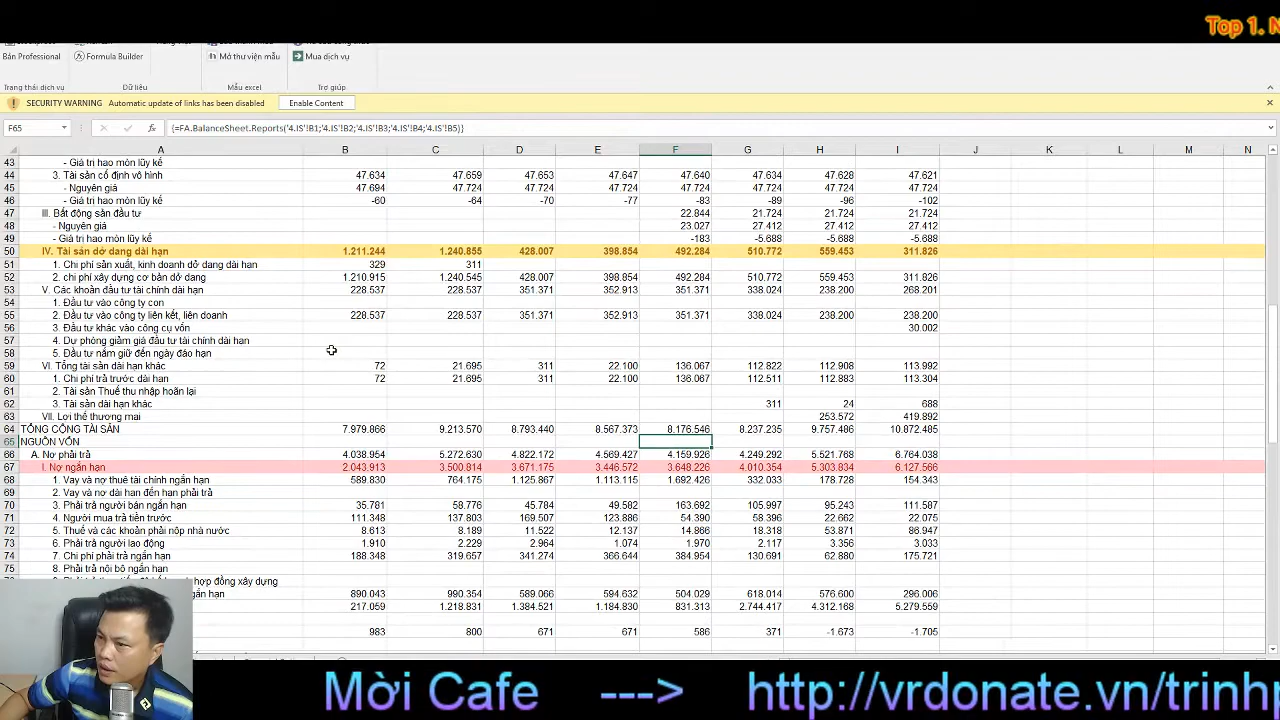 Top 1. N
Bản Professional
Formula Builder
Mở thư viện mẫu
Mua dịch vụ
Trạng thái dịch vụ
Dữ liệu
Mẫu excel
Trợ giúp
SECURITY WARNING Automatic update of links has been disabled Enable Content
F65 fx {=FA.BalanceSheet.Reports('4.IS'!B1;'4.IS'!B2;'4.IS'!B3;'4.IS'!B4;'4.IS'!B5)}
A B C D E F G H I J K L M N
43 - Giá trị hao mòn lũy kế
44 3. Tài sản cố định vô hình 47.634 47.659 47.653 47.647 47.640 47.634 47.628 47.621
45 - Nguyên giá 47.694 47.724 47.724 47.724 47.724 47.724 47.724 47.724
46 - Giá trị hao mòn lũy kế -60 -64 -70 -77 -83 -89 -96 -102
47 III. Bất động sản đầu tư 22.844 21.724 21.724 21.724
48 - Nguyên giá 23.027 27.412 27.412 27.412
49 - Giá trị hao mòn lũy kế -183 -5.688 -5.688 -5.688
50 IV. Tài sản dở dang dài hạn 1.211.244 1.240.855 428.007 398.854 492.284 510.772 559.453 311.826
51 1. Chi phí sản xuất, kinh doanh dở dang dài hạn 329 311
52 2. chi phí xây dựng cơ bản dở dang 1.210.915 1.240.545 428.007 398.854 492.284 510.772 559.453 311.826
53 V. Các khoản đầu tư tài chính dài hạn 228.537 228.537 351.371 352.913 351.371 338.024 238.200 268.201
54 1. Đầu tư vào công ty con
55 2. Đầu tư vào công ty liên kết, liên doanh 228.537 228.537 351.371 352.913 351.371 338.024 238.200 238.200
56 3. Đầu tư khác vào công cụ vốn 30.002
57 4. Dự phòng giảm giá đầu tư tài chính dài hạn
58 5. Đầu tư nắm giữ đến ngày đáo hạn
59 VI. Tổng tài sản dài hạn khác 72 21.695 311 22.100 136.067 112.822 112.908 113.992
60 1. Chi phí trả trước dài hạn 72 21.695 311 22.100 136.067 112.511 112.883 113.304
61 2. Tài sản Thuế thu nhập hoãn lại
62 3. Tài sản dài hạn khác 311 24 688
63 VII. Lợi thế thương mại 253.572 419.892
64 TỔNG CỘNG TÀI SẢN 7.979.866 9.213.570 8.793.440 8.567.373 8.176.546 8.237.235 9.757.486 10.872.485
65 NGUỒN VỐN
66 A. Nợ phải trả 4.038.954 5.272.630 4.822.172 4.569.427 4.159.926 4.249.292 5.521.766 6.764.038
67 I. Nợ ngắn hạn 2.043.913 3.500.814 3.671.175 3.446.572 3.648.226 4.010.354 5.303.834 6.127.566
68 1. Vay và nợ thuê tài chính ngắn hạn 589.830 764.175 1.125.867 1.113.115 1.692.426 332.033 178.728 154.343
69 2. Vay và nợ dài hạn đến hạn phải trả
70 3. Phải trả người bán ngắn hạn 35.781 58.776 45.784 49.582 163.692 105.997 95.243 111.587
71 4. Người mua trả tiền trước 111.348 137.803 169.507 123.886 54.390 58.396 22.662 22.075
72 5. Thuế và các khoản phải nộp nhà nước 8.613 8.189 11.522 12.137 14.866 18.318 53.871 88.947
73 6. Phải trả người lao động 1.910 2.229 2.964 1.074 1.970 2.117 3.356 3.033
74 7. Chi phí phải trả ngắn hạn 188.348 319.657 341.274 366.644 384.954 130.691 62.880 175.721
75 8. Phải trả nội bộ ngắn hạn
hợp đồng xây dựng
ngắn hạn 890.043 990.354 589.066 594.632 504.029 618.014 576.600 296.006
217.059 1.218.831 1.384.521 1.184.830 831.313 2.744.417 4.312.168 5.279.559
983 800 671 671 586 371 -1.673 -1.705
Mời Cafe ---> http://vrdonate.vn/trinhp